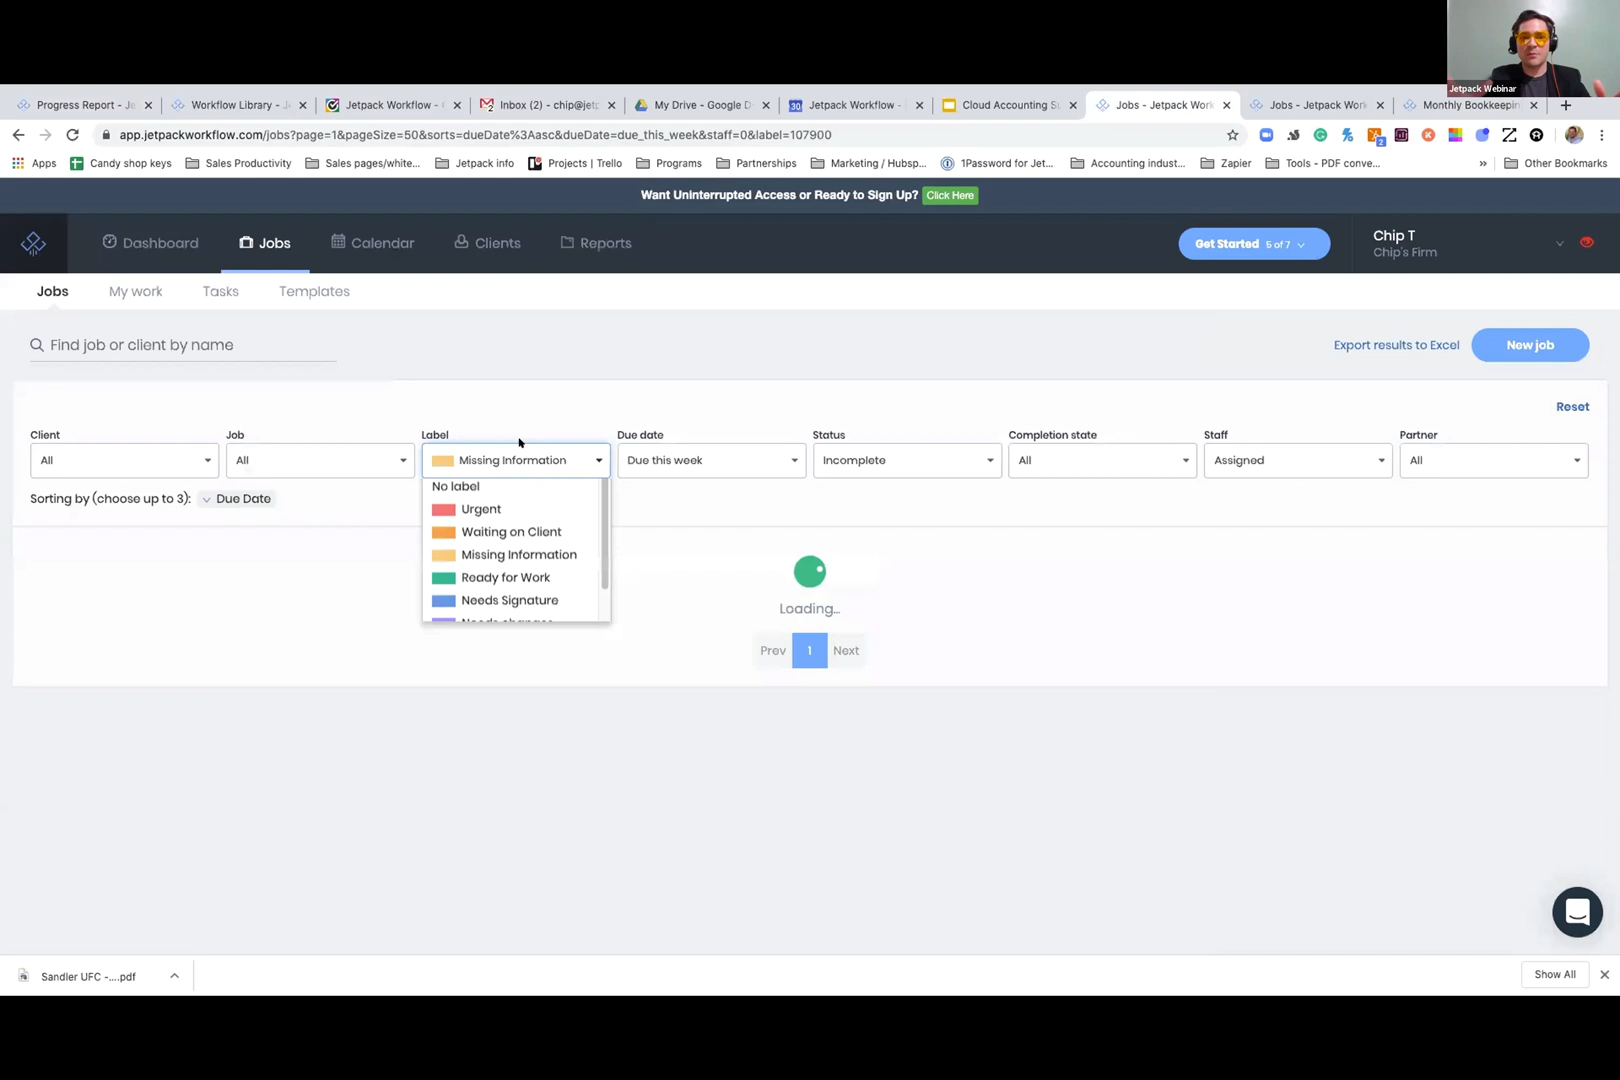 Jetpack Webinar
Progress Report - Je
Workflow Library - J
Jetpack Workflow -
Inbox (2) - chip@jetp
My Drive - Google D
30
Jetpack Workflow -
Cloud Accounting Su
Jobs - Jetpack Work
Jobs - Jetpack Work
Monthly Bookkeepin
app.jetpackworkflow.com/jobs?page=1&pageSize=50&sorts=dueDate%3Aasc&dueDate=due_this_week&staff=0&label=107900
2
Apps
Candy shop keys
Sales Productivity
Sales pages/white...
Jetpack info
Projects | Trello
Programs
Partnerships
Marketing / Hubsp...
1Password for Jet...
Accounting indust...
Zapier
Tools - PDF conve...
»
Other Bookmarks
Want Uninterrupted Access or Ready to Sign Up? Click Here
Dashboard
Jobs
Calendar
Clients
Reports
Get Started 5 of 7
Chip T
Chip's Firm
Jobs
My work
Tasks
Templates
Find job or client by name
Export results to Excel
New job
Reset
Client
Job
Label
Due date
Status
Completion state
Staff
Partner
All
All
Missing Information
Due this week
Incomplete
All
Assigned
All
Sorting by (choose up to 3): Due Date
No label
Urgent
Waiting on Client
Missing Information
Ready for Work
Needs Signature
Needs changes
Loading...
Prev 1 Next
Sandler UFC -....pdf
Show All